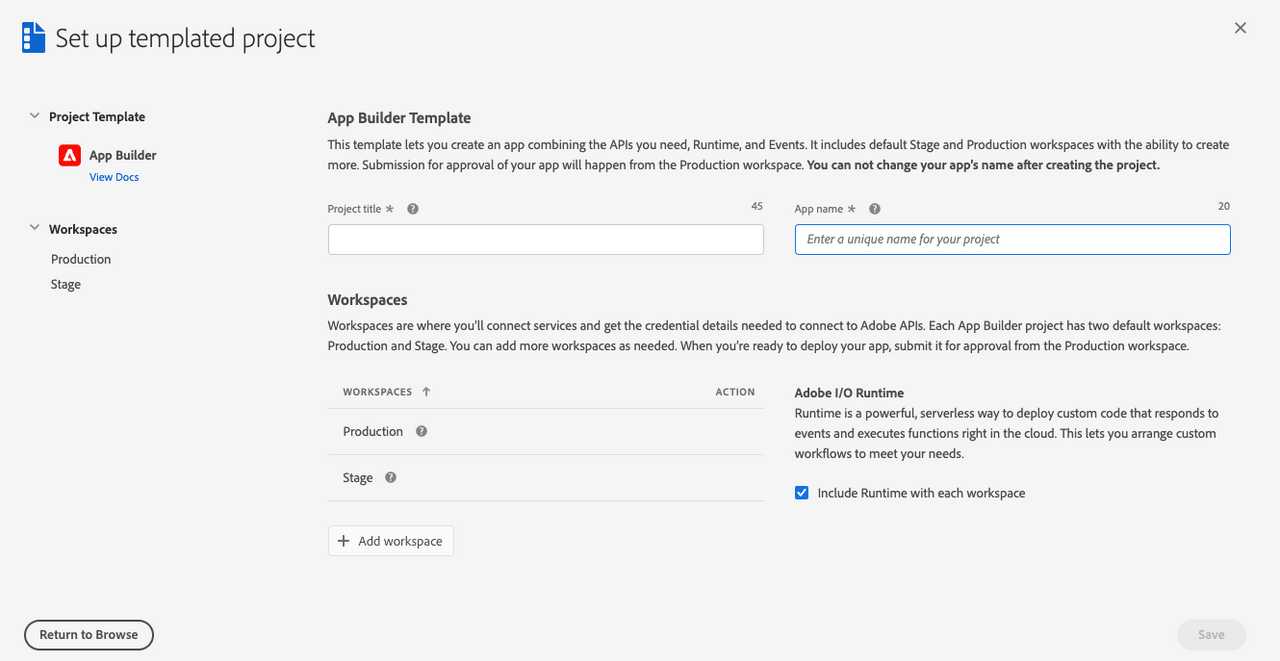 Set up templated project
Project Template
App Builder
View Docs
Workspaces
Production
Stage
App Builder Template
This template lets you create an app combining the APIs you need, Runtime, and Events. It includes default Stage and Production workspaces with the ability to create
more. Submission for approval of your app will happen from the Production workspace. You can not change your app’s name after creating the project.
Project title * ? 45
App name * ? 20
Enter a unique name for your project
Workspaces
Workspaces are where you’ll connect services and get the credential details needed to connect to Adobe APIs. Each App Builder project has two default workspaces:
Production and Stage. You can add more workspaces as needed. When you’re ready to deploy your app, submit it for approval from the Production workspace.
WORKSPACES ↑ ACTION
Production ?
Stage ?
+ Add workspace
Adobe I/O Runtime
Runtime is a powerful, serverless way to deploy custom code that responds to
events and executes functions right in the cloud. This lets you arrange custom
workflows to meet your needs.
Include Runtime with each workspace
Return to Browse
Save